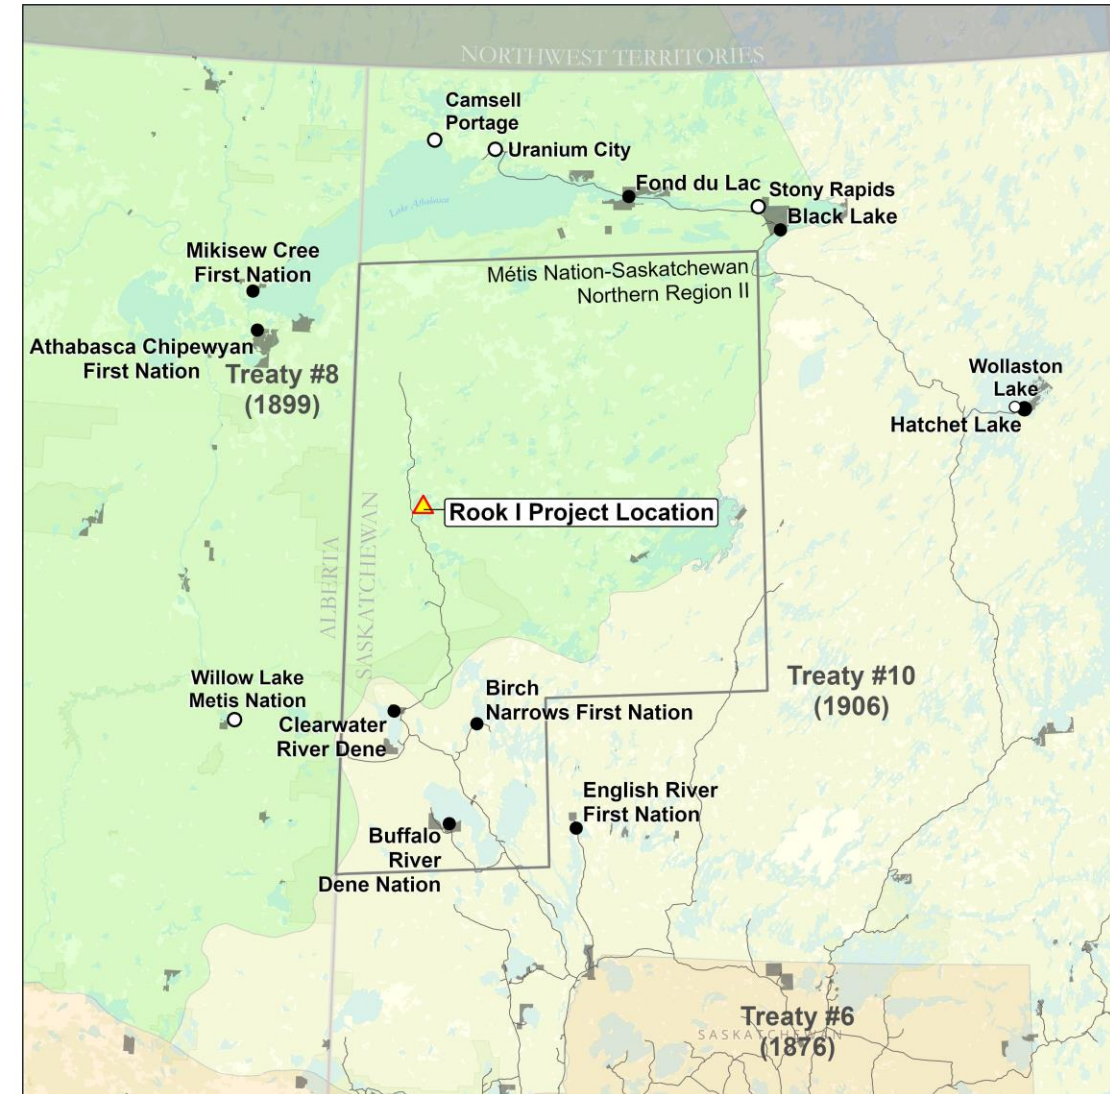 NORTHWEST TERRITORIES
Camsell
Portage
Uranium City
Fond du Lac
Stony Rapids
Black Lake
Lake Athabasca
Mikisew Cree
First Nation
Métis Nation-Saskatchewan
Northern Region II
Athabasca Chipewyan
First Nation
Treaty #8
(1899)
Wollaston
Lake
Hatchet Lake
Rook I Project Location
ALBERTA
SASKATCHEWAN
Willow Lake
Metis Nation
Birch
Narrows First Nation
Treaty #10
(1906)
Clearwater
River Dene
English River
First Nation
Buffalo
River
Dene Nation
Treaty #6
SASKATCHEWAN
(1876)